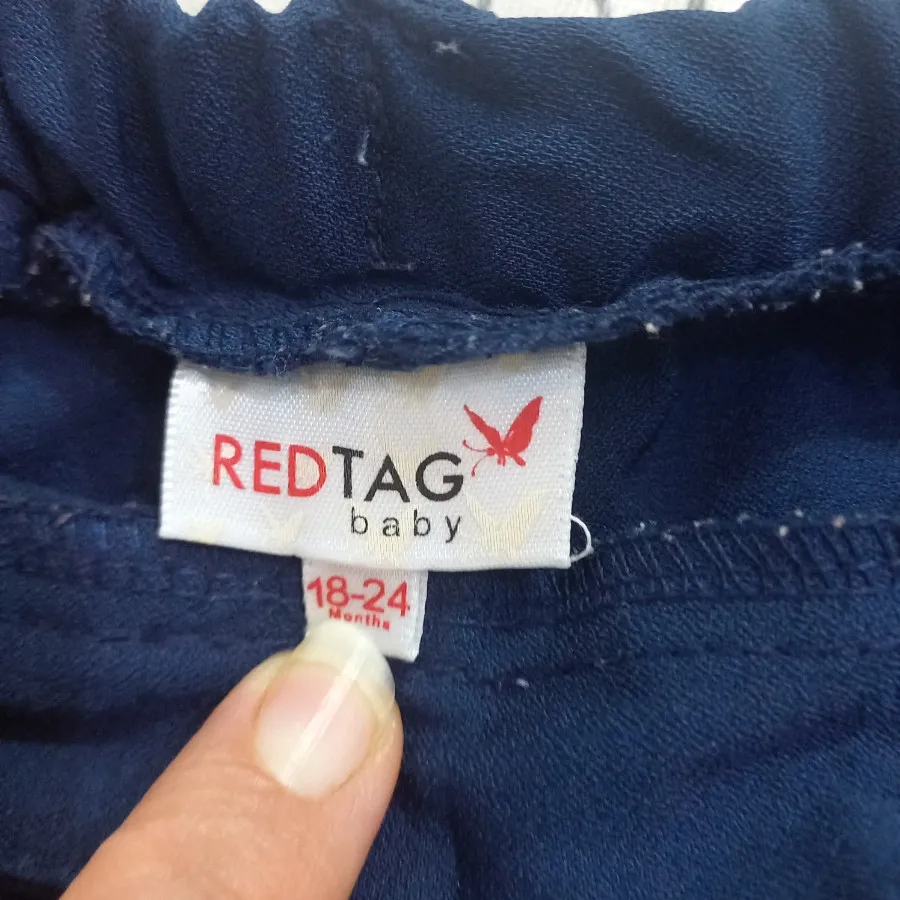 REDTAG
baby
18-24
Months